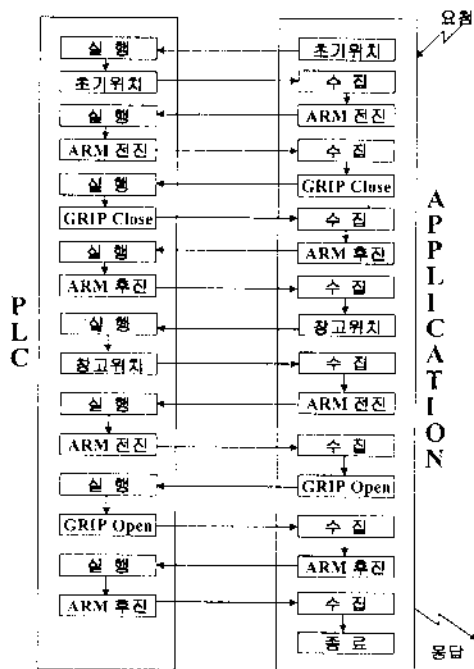 요청
실 행 초기위치
초기위치 수 집
실 행 ARM 전진
ARM 전진 수 집
실 행 GRIP Close
GRIP Close 수 집
실 행 ARM 후진
ARM 후진 수 집
실 행 창고위치
창고위치 수 집
실 행 ARM 전진
ARM 전진 수 집
실 행 GRIP Open
GRIP Open 수 집
실 행 ARM 후진
ARM 후진 수 집
종 료
응답
PLC
APPLICATION